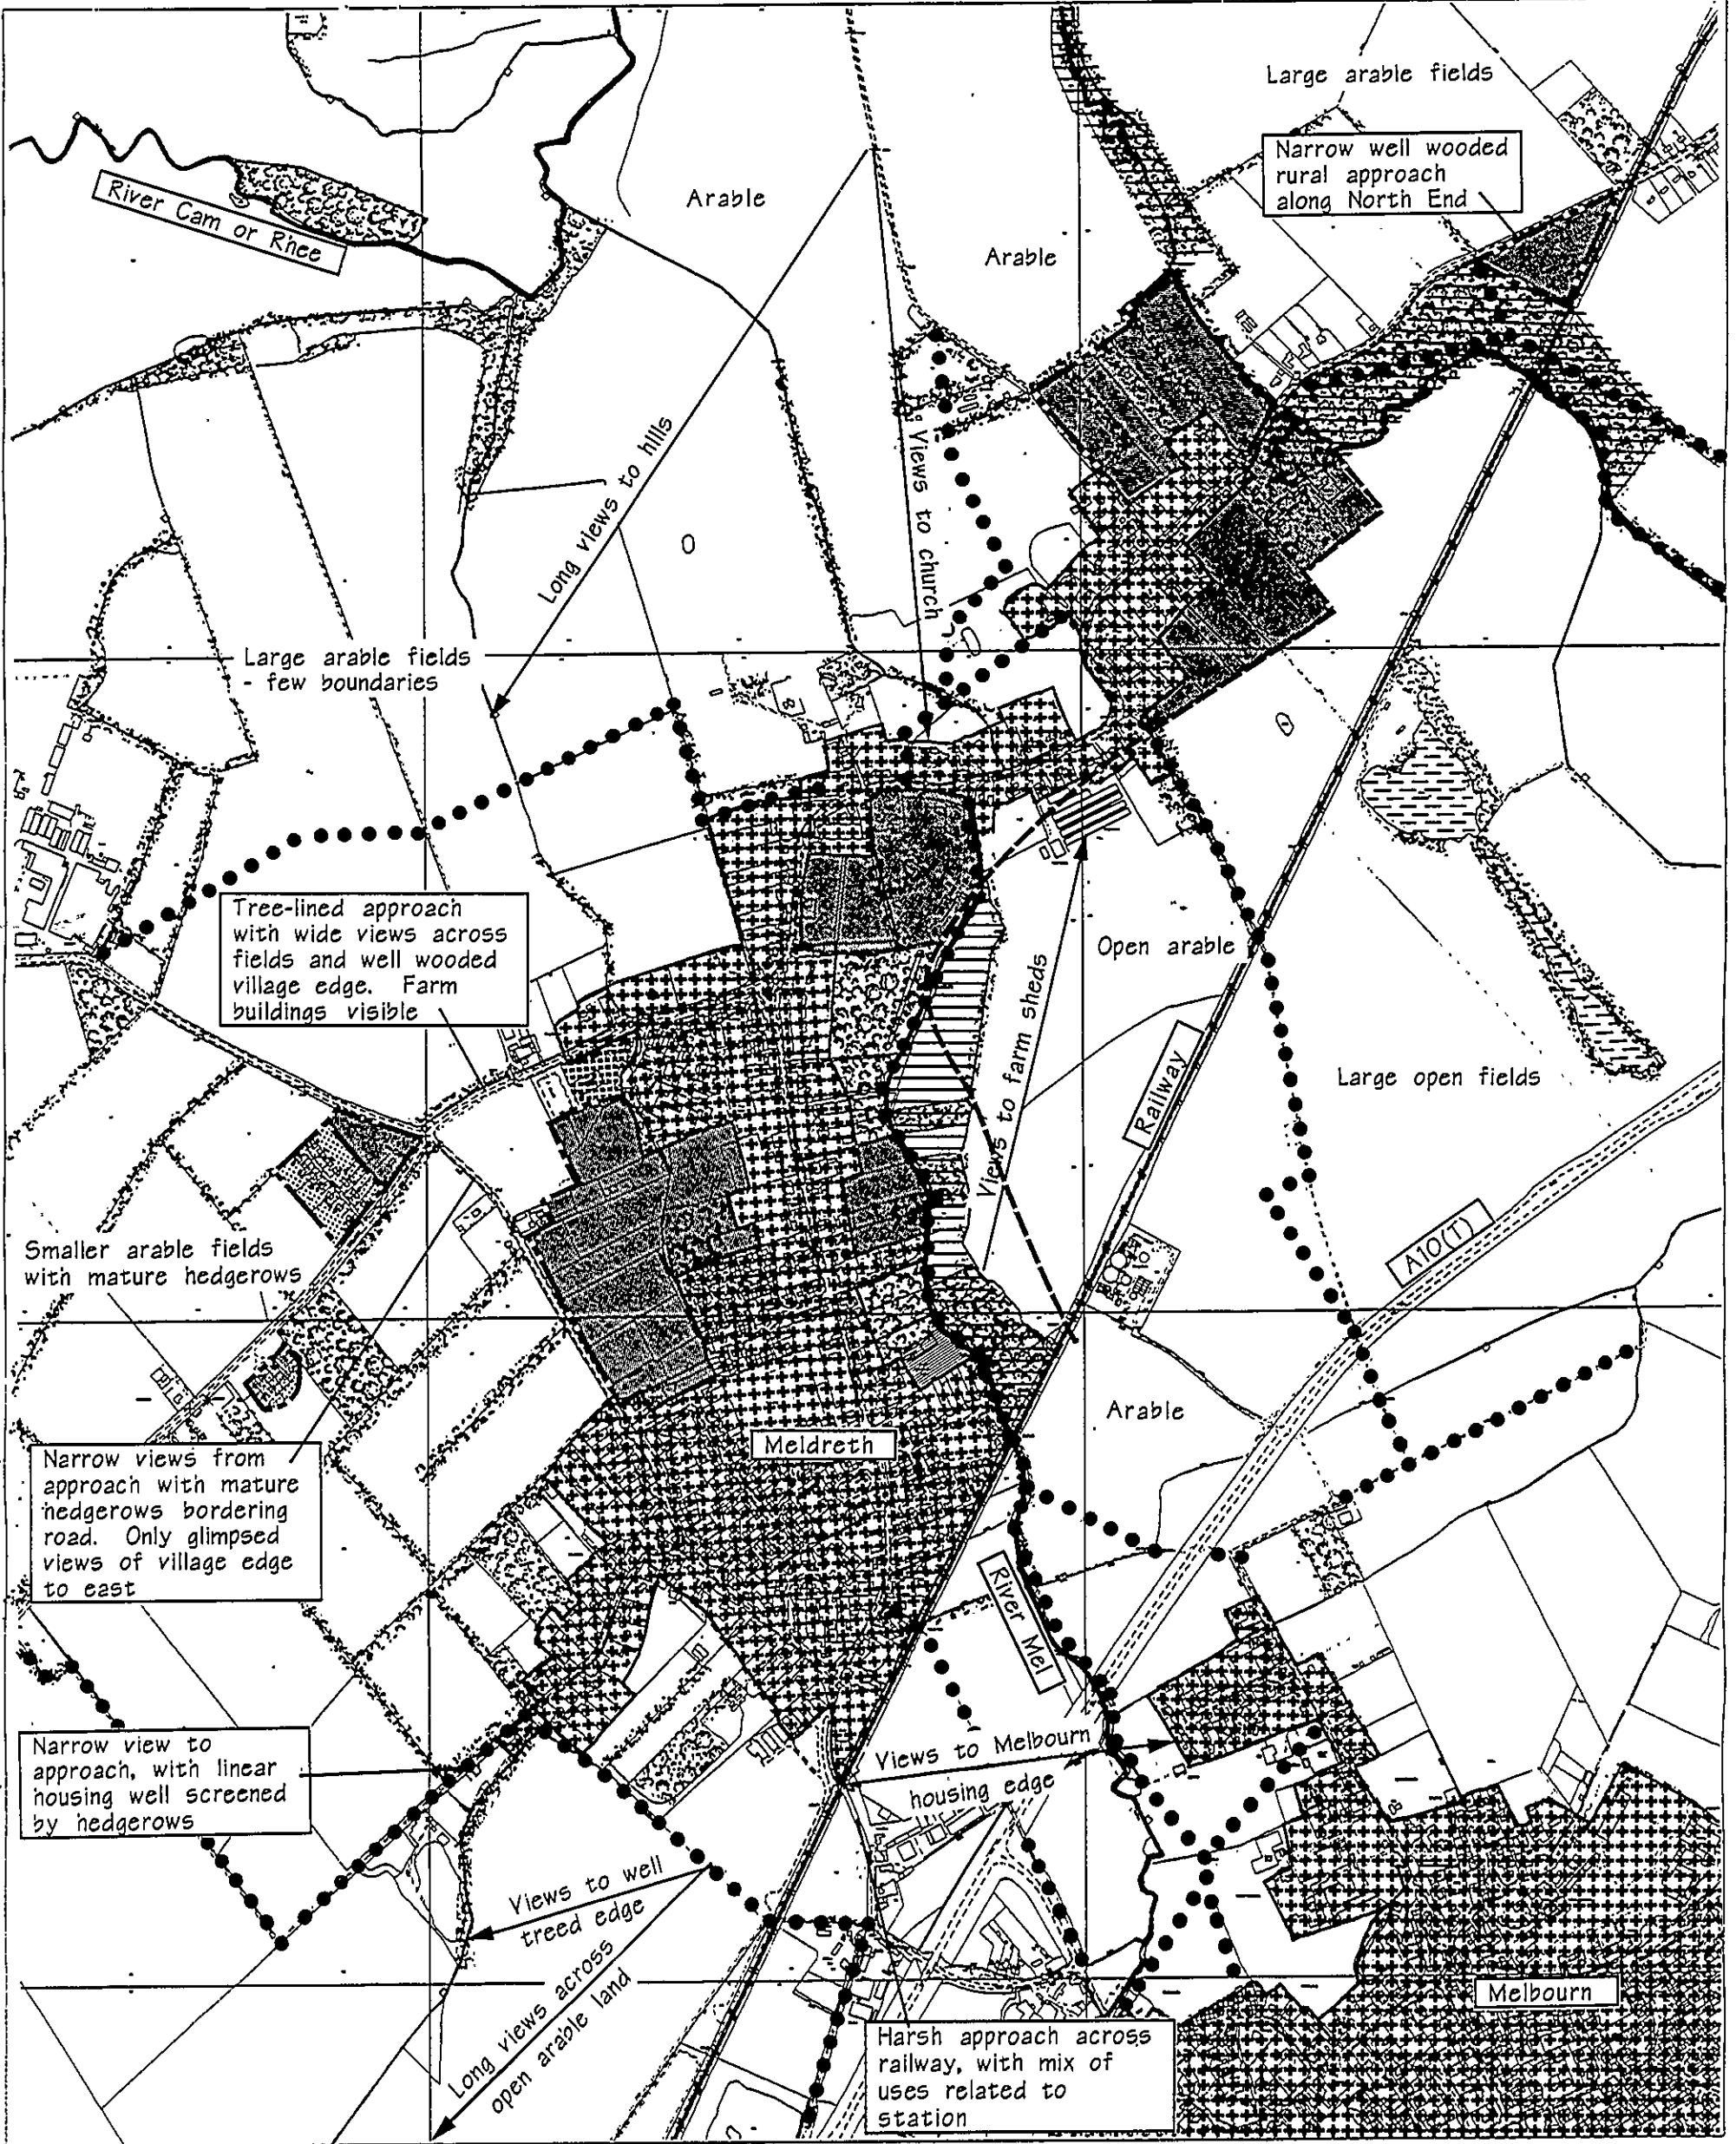 Large arable fields
Narrow well wooded
rural approach
along North End
River Cam or Rhee
Arable
Arable
Long views to hills
Views to church
Large arable fields
- few boundaries
Tree-lined approach
with wide views across
fields and well wooded
village edge. Farm
buildings visible
Open arable
Views to farm sheds
Railway
Large open fields
A10(T)
Smaller arable fields
with mature hedgerows
Arable
Meldreth
Narrow views from
approach with mature
hedgerows bordering
road. Only glimpsed
views of village edge
to east
River Mel
Narrow view to
approach, with linear
housing well screened
by hedgerows
Views to Melbourn
housing edge
Views to well
treed edge
Long views across
open arable land
Melbourn
Harsh approach across
railway, with mix of
uses related to
station